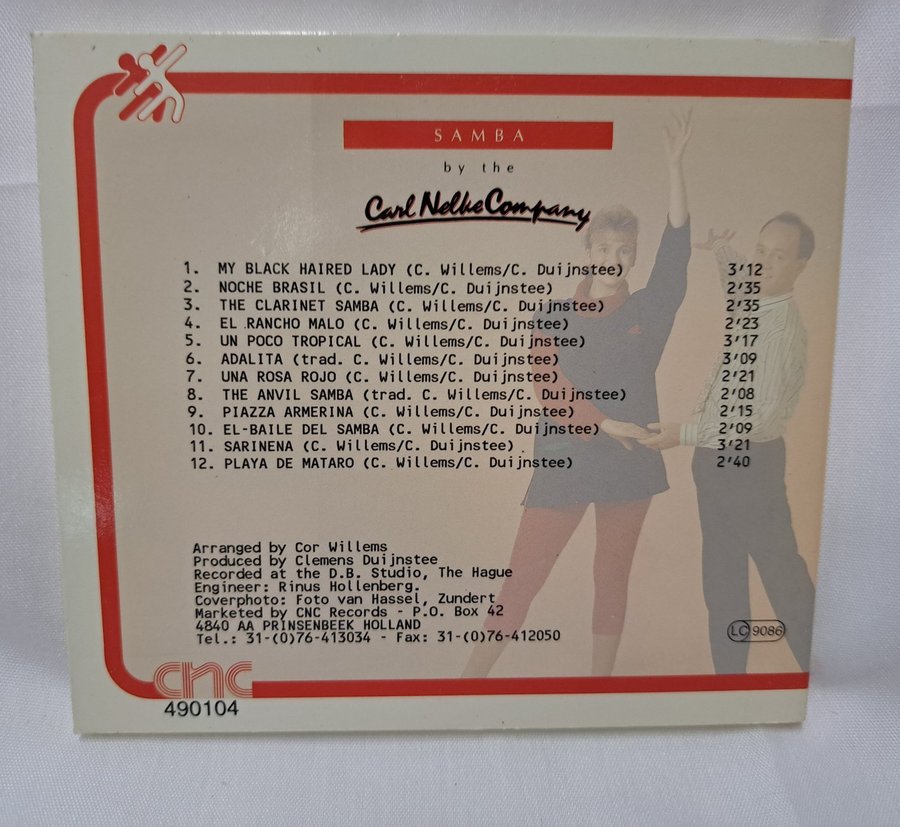 SAMBA
by the
Carl Nelke Company
1. MY BLACK HAIRED LADY (C. Willems/C. Duijnstee) 3'12
2. NOCHE BRASIL (C. Willems/C. Duijnstee) 2'35
3. THE CLARINET SAMBA (C. Willems/C. Duijnstee) 2'35
4. EL RANCHO MALO (C. Willems/C. Duijnstee) 2'23
5. UN POCO TROPICAL (C. Willems/C. Duijnstee) 3'17
6. ADALITA (trad. C. Willems/C. Duijnstee) 3'09
7. UNA ROSA ROJO (C. Willems/C. Duijnstee) 2'21
8. THE ANVIL SAMBA (trad. C. Willems/C. Duijnstee) 2'08
9. PIAZZA ARMERINA (C. Willems/C. Duijnstee) 2'15
10. EL-BAILE DEL SAMBA (C. Willems/C. Duijnstee) 2'09
11. SARINENA (C. Willems/C. Duijnstee) 3'21
12. PLAYA DE MATARO (C. Willems/C. Duijnstee) 2'40
Arranged by Cor Willems
Produced by Clemens Duijnstee
Recorded at the D.B. Studio, The Hague
Engineer: Rinus Hollenberg.
Coverphoto: Foto van Hassel, Zundert
Marketed by CNC Records - P.O. Box 42
4840 AA PRINSENBEEK HOLLAND
Tel.: 31-(0)76-413034 - Fax: 31-(0)76-412050
LC 9086
cnc
490104